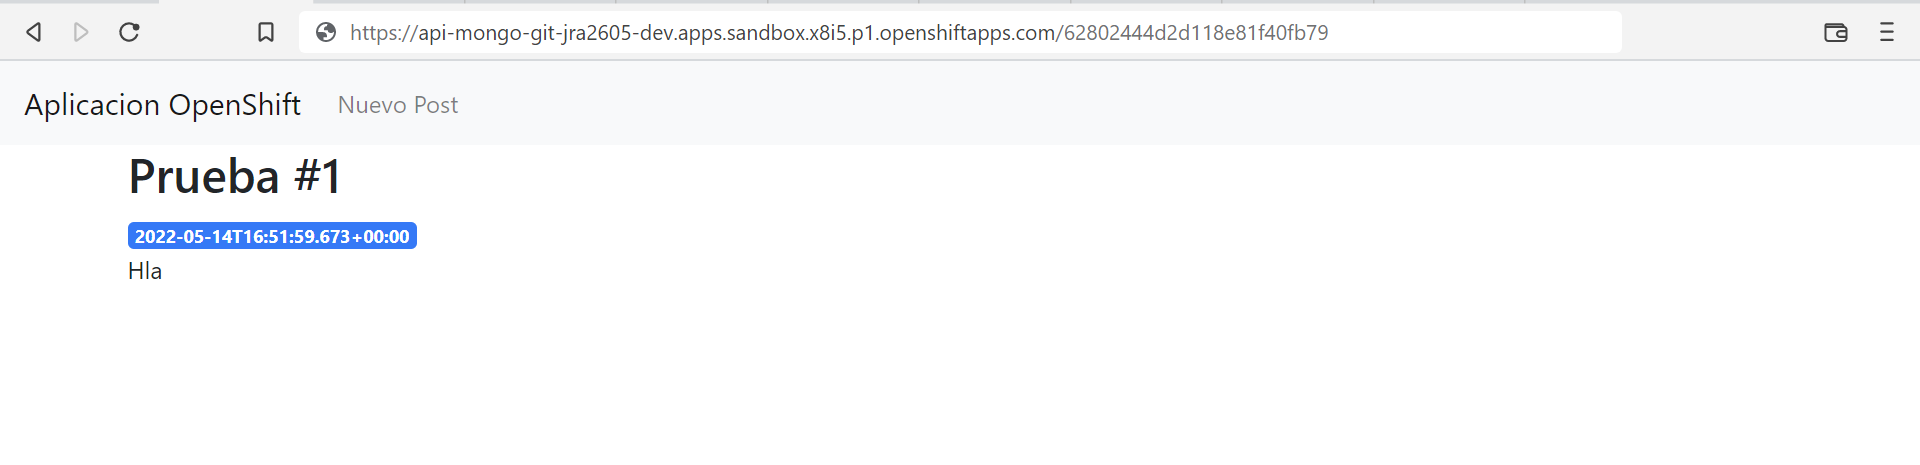 https://api-mongo-git-jra2605-dev.apps.sandbox.x8i5.p1.openshiftapps.com/62802444d2d118e81f40fb79
Aplicacion OpenShift Nuevo Post
Prueba #1
2022-05-14T16:51:59.673+00:00
Hla